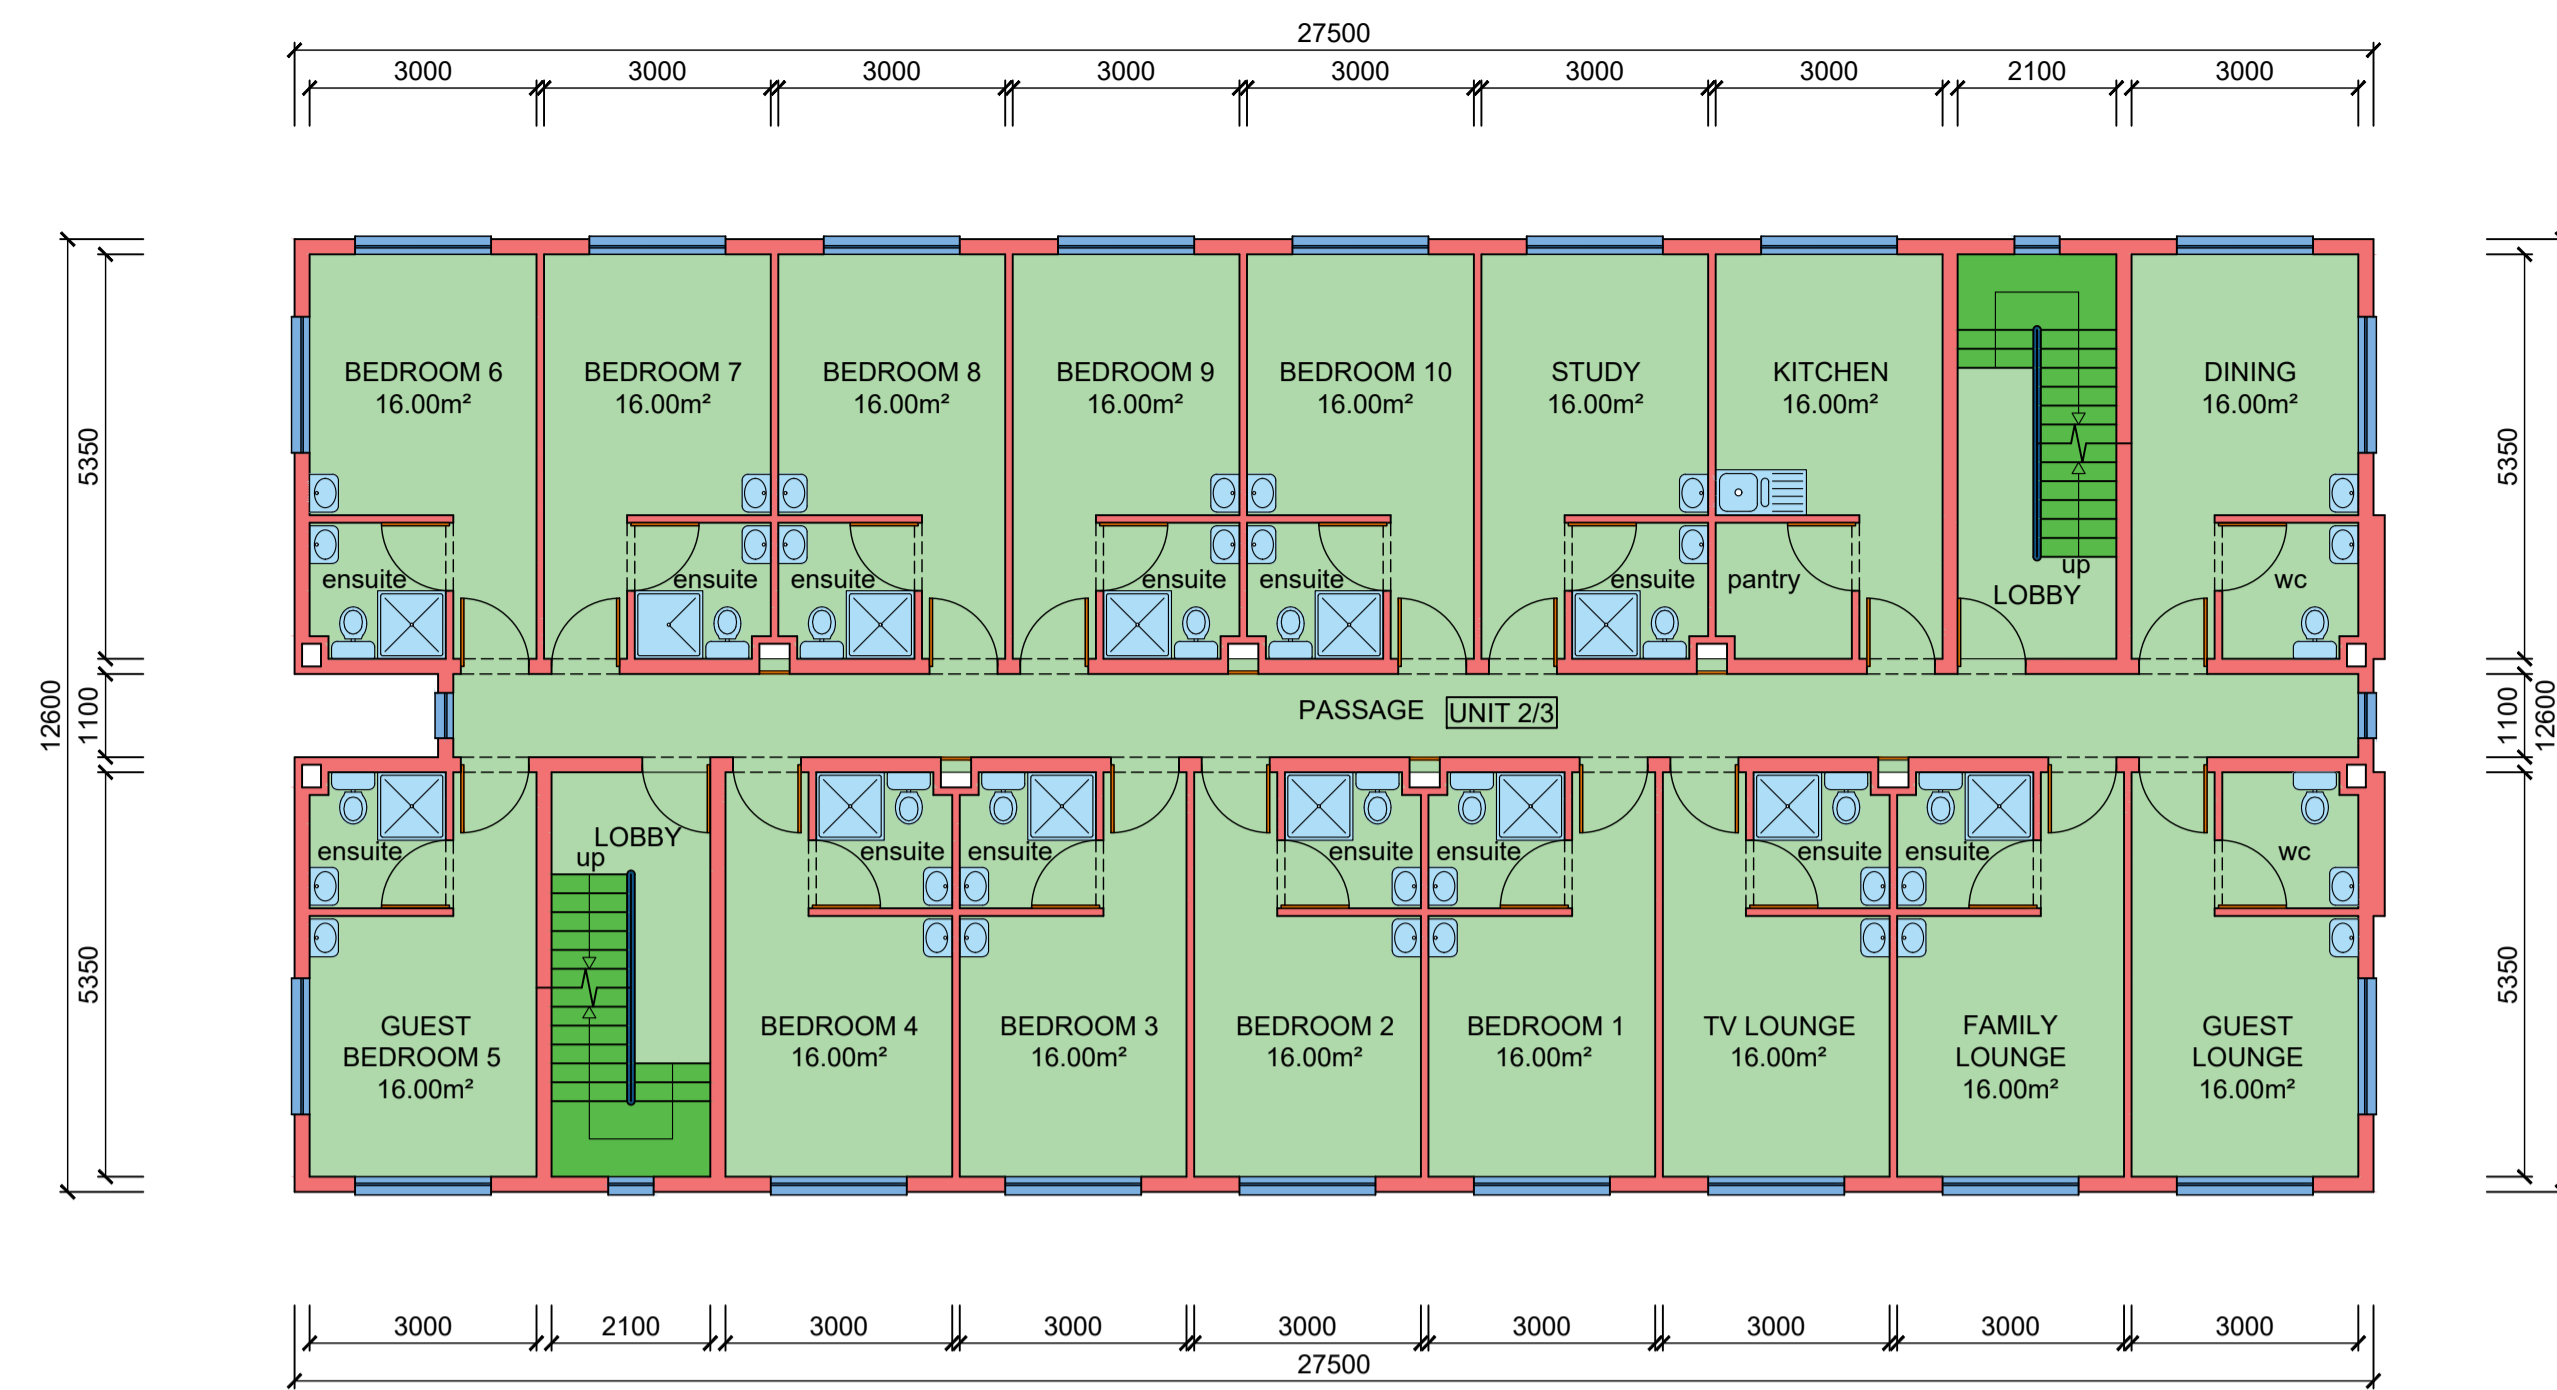 27500
3000 3000 3000 3000 3000 3000 3000 2100 3000
BEDROOM 6
16.00m²
BEDROOM 7
16.00m²
BEDROOM 8
16.00m²
BEDROOM 9
16.00m²
BEDROOM 10
16.00m²
STUDY
16.00m²
KITCHEN
16.00m²
DINING
16.00m²
5350
5350
ensuite
ensuite
ensuite
ensuite
ensuite
ensuite
pantry
up
LOBBY
wc
12600
1100
PASSAGE
UNIT 2/3
1100
12600
ensuite
LOBBY
up
ensuite
ensuite
ensuite
ensuite
ensuite
ensuite
wc
5350
5350
GUEST
BEDROOM 5
16.00m²
BEDROOM 4
16.00m²
BEDROOM 3
16.00m²
BEDROOM 2
16.00m²
BEDROOM 1
16.00m²
TV LOUNGE
16.00m²
FAMILY
LOUNGE
16.00m²
GUEST
LOUNGE
16.00m²
3000 2100 3000 3000 3000 3000 3000 3000 3000
27500